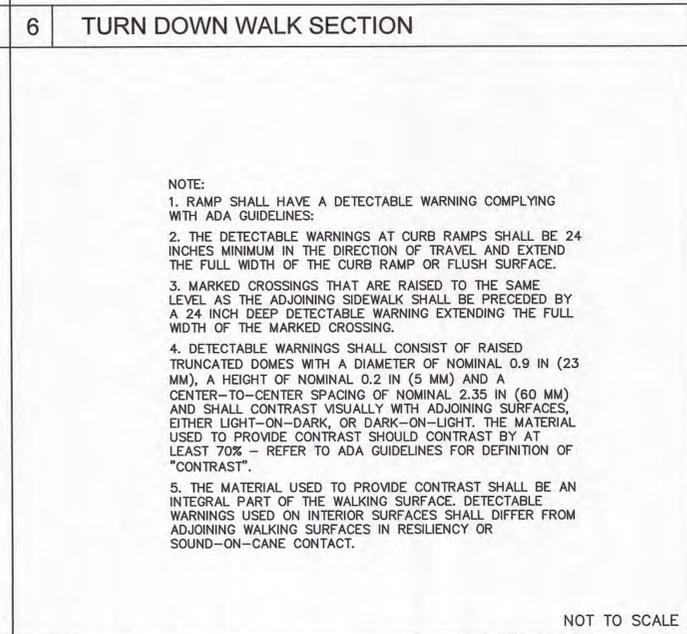 6 TURN DOWN WALK SECTION
NOTE:
1. RAMP SHALL HAVE A DETECTABLE WARNING COMPLYING
WITH ADA GUIDELINES:
2. THE DETECTABLE WARNINGS AT CURB RAMPS SHALL BE 24
INCHES MINIMUM IN THE DIRECTION OF TRAVEL AND EXTEND
THE FULL WIDTH OF THE CURB RAMP OR FLUSH SURFACE.
3. MARKED CROSSINGS THAT ARE RAISED TO THE SAME
LEVEL AS THE ADJOINING SIDEWALK SHALL BE PRECEDED BY
A 24 INCH DEEP DETECTABLE WARNING EXTENDING THE FULL
WIDTH OF THE MARKED CROSSING.
4. DETECTABLE WARNINGS SHALL CONSIST OF RAISED
TRUNCATED DOMES WITH A DIAMETER OF NOMINAL 0.9 IN (23
MM), A HEIGHT OF NOMINAL 0.2 IN (5 MM) AND A
CENTER-TO-CENTER SPACING OF NOMINAL 2.35 IN (60 MM)
AND SHALL CONTRAST VISUALLY WITH ADJOINING SURFACES,
EITHER LIGHT-ON-DARK, OR DARK-ON-LIGHT. THE MATERIAL
USED TO PROVIDE CONTRAST SHOULD CONTRAST BY AT
LEAST 70% – REFER TO ADA GUIDELINES FOR DEFINITION OF
"CONTRAST".
5. THE MATERIAL USED TO PROVIDE CONTRAST SHALL BE AN
INTEGRAL PART OF THE WALKING SURFACE. DETECTABLE
WARNINGS USED ON INTERIOR SURFACES SHALL DIFFER FROM
ADJOINING WALKING SURFACES IN RESILIENCY OR
SOUND-ON-CANE CONTACT.
NOT TO SCALE